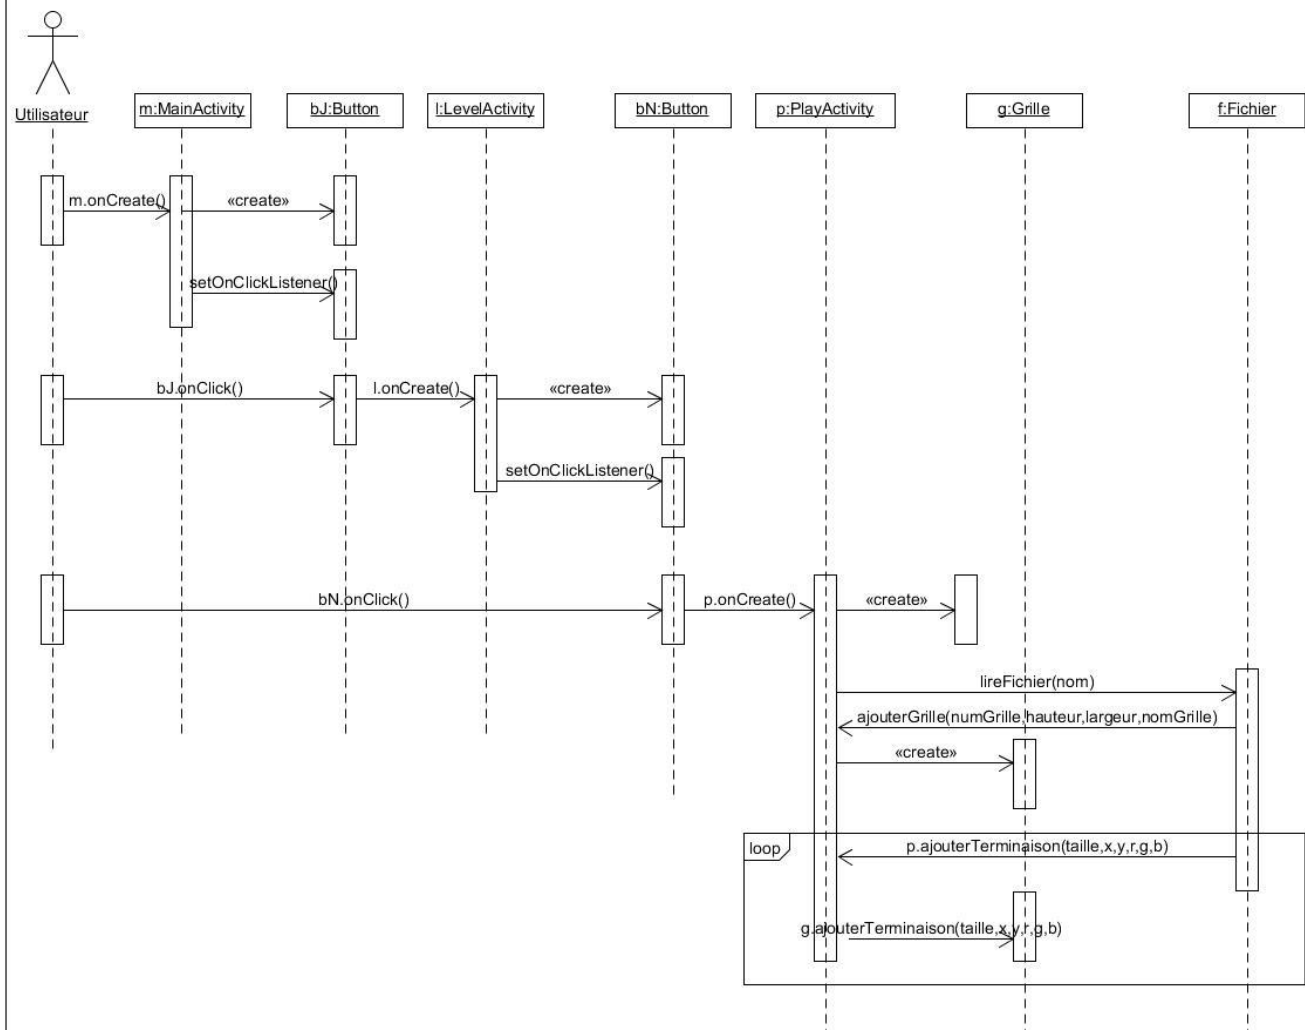 Utilisateur
m:MainActivity
bJ:Button
l:LevelActivity
bN:Button
p:PlayActivity
g:Grille
f:Fichier
m.onCreate()
«create»
setOnClickListener()
bJ.onClick()
l.onCreate()
«create»
setOnClickListener()
bN.onClick()
p.onCreate()
«create»
lireFichier(nom)
ajouterGrille(numGrille,hauteur,largeur,nomGrille)
«create»
loop
p.ajouterTerminaison(taille,x,y,r,g,b)
g.ajouterTerminaison(taille,x,y,r,g,b)